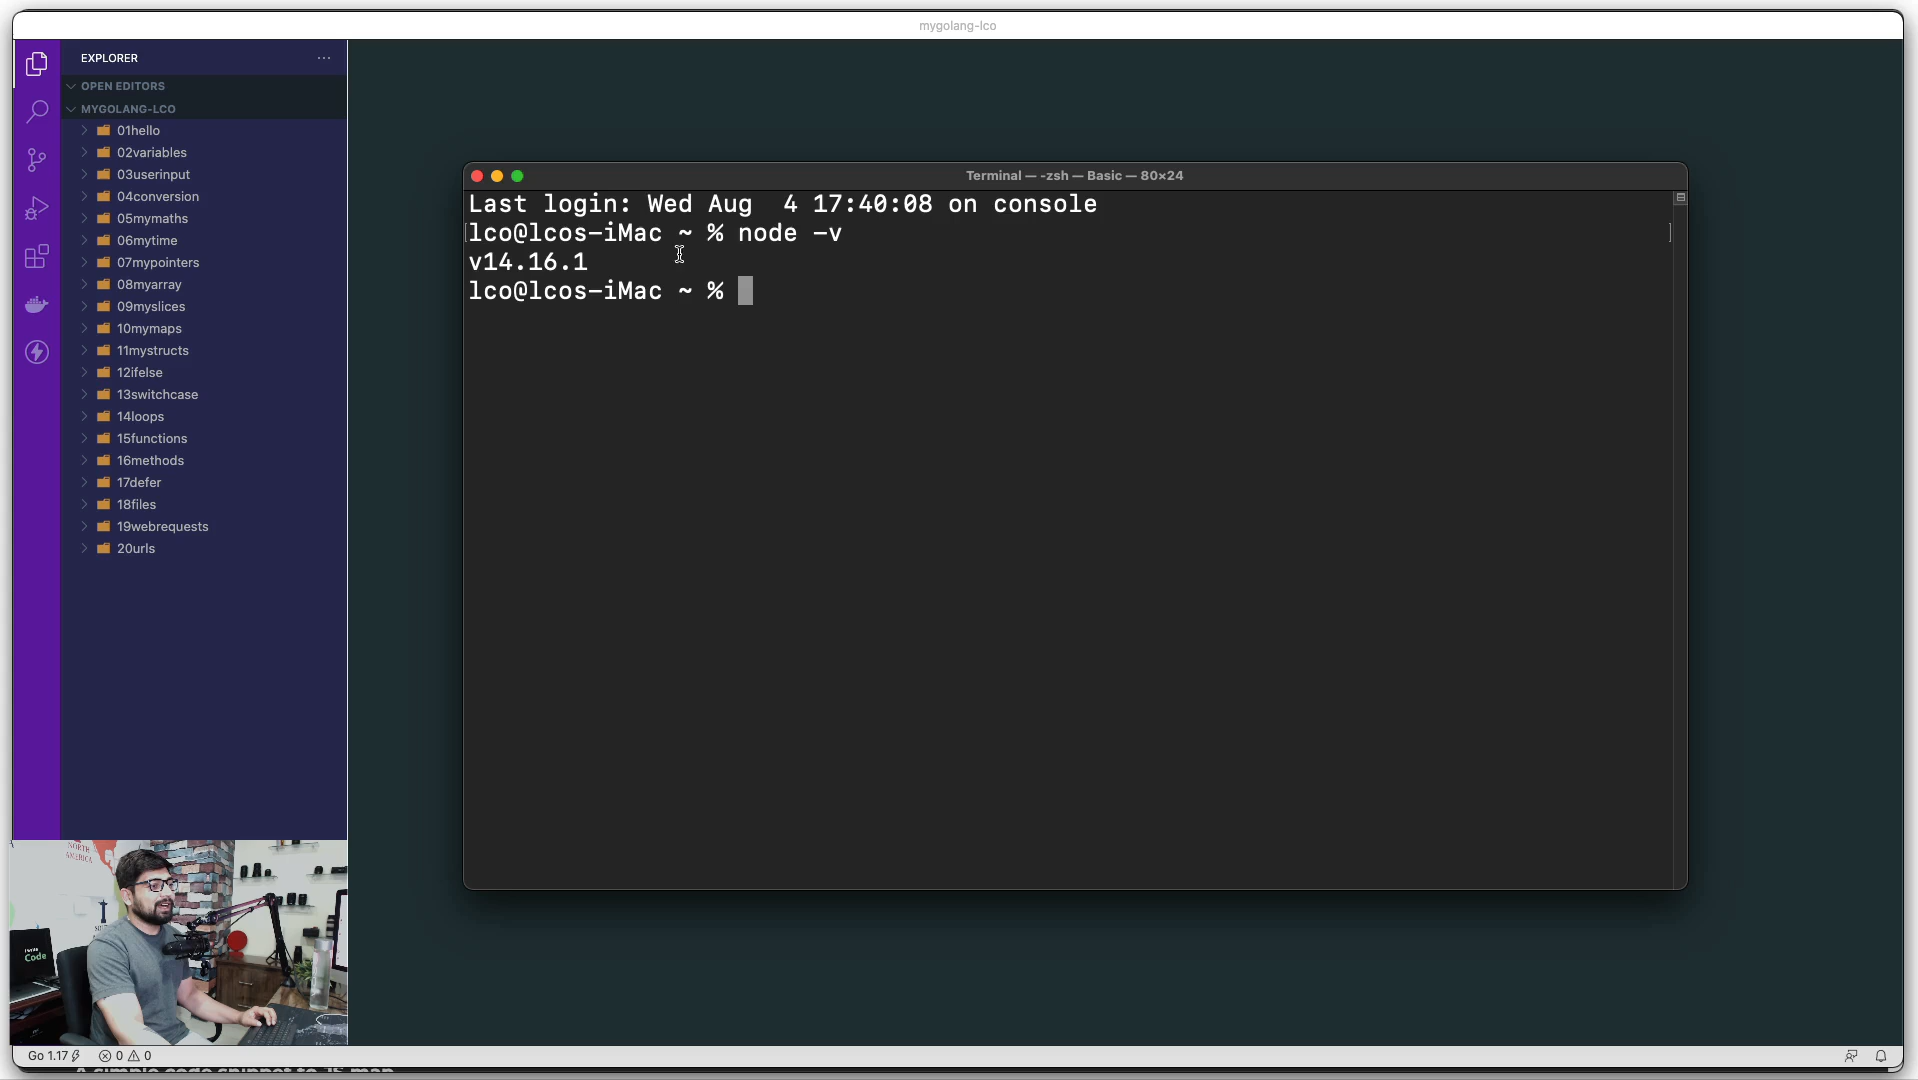 mygolang-lco
EXPLORER
OPEN EDITORS
MYGOLANG-LCO
01hello
02variables
03userinput
04conversion
05mymaths
06mytime
07mypointers
08myarray
09myslices
10mymaps
11mystructs
12ifelse
13switchcase
14loops
15functions
16methods
17defer
18files
19webrequests
20urls
Terminal — -zsh — Basic — 80×24
Last login: Wed Aug  4 17:40:08 on console
lco@lcos-iMac ~ % node -v
v14.16.1
lco@lcos-iMac ~ %
NORTH
AMERICA
Code
Go 1.17
0
0